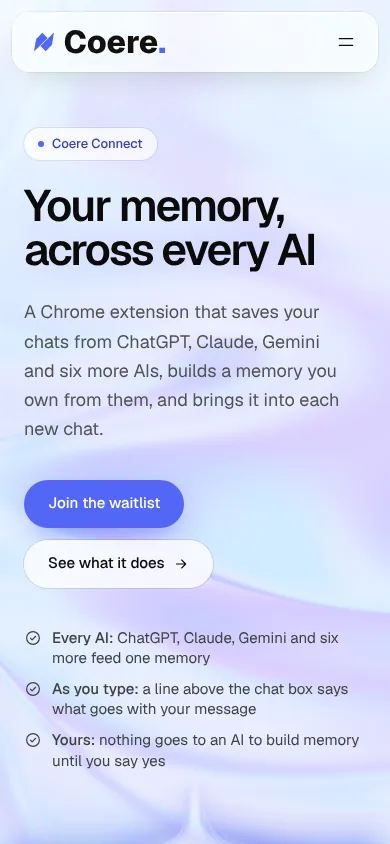 Coere.
Coere Connect
Your memory,
across every AI
A Chrome extension that saves your
chats from ChatGPT, Claude, Gemini
and six more AIs, builds a memory you
own from them, and brings it into each
new chat.
Join the waitlist
See what it does →
Every AI: ChatGPT, Claude, Gemini and six
more feed one memory
As you type: a line above the chat box says
what goes with your message
Yours: nothing goes to an AI to build memory
until you say yes